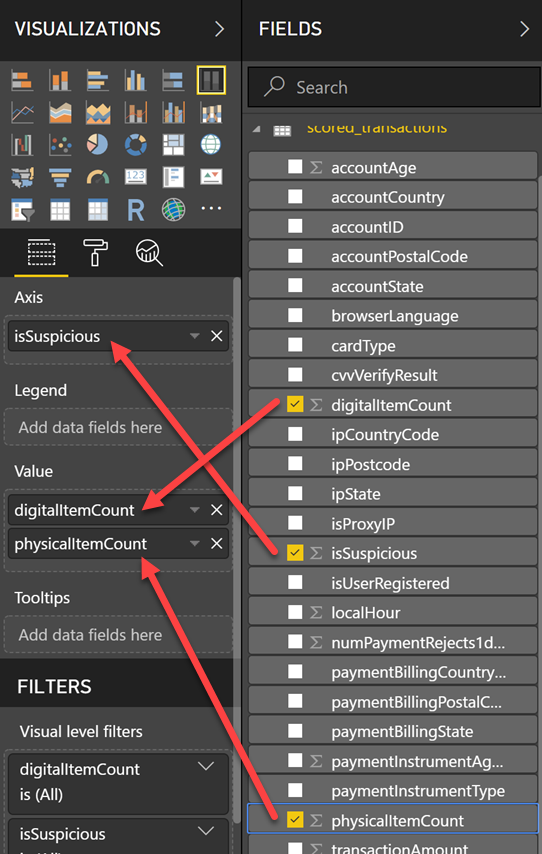 VISUALIZATIONS
FIELDS
Search
123
R
Axis
isSuspicious
Legend
Add data fields here
Value
digitalItemCount
physicalItemCount
Tooltips
Add data fields here
FILTERS
Visual level filters
digitalItemCount
is (All)
isSuspicious
scored_transactions
Σ accountAge
accountCountry
accountID
accountPostalCode
accountState
browserLanguage
cardType
cvvVerifyResult
Σ digitalItemCount
ipCountryCode
ipPostcode
ipState
isProxyIP
Σ isSuspicious
isUserRegistered
Σ localHour
Σ numPaymentRejects1d...
paymentBillingCountry...
paymentBillingPostalC...
paymentBillingState
Σ paymentInstrumentAg...
paymentInstrumentType
Σ physicalItemCount
Σ transactionAmount